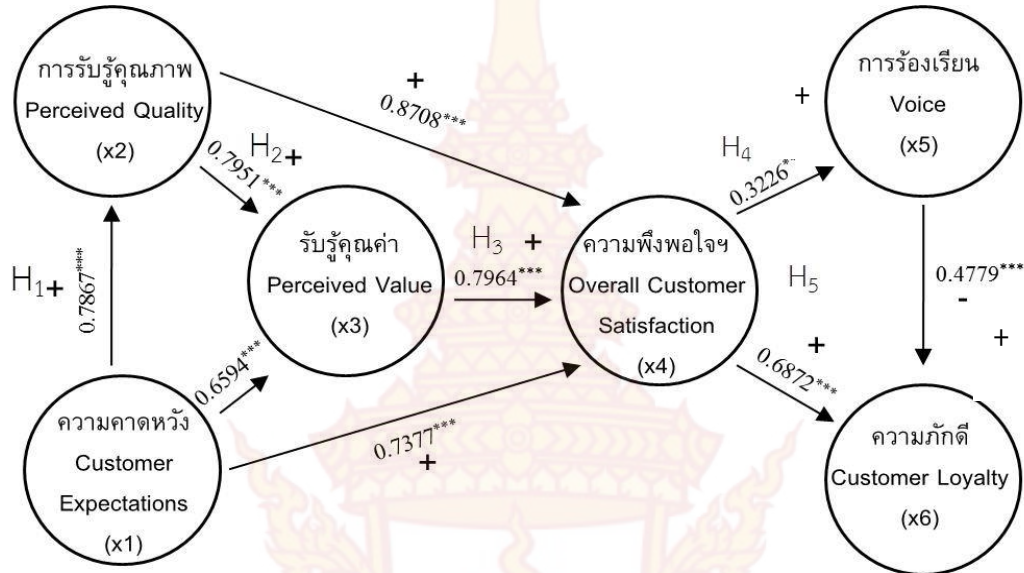 การรับรู้คุณภาพ
Perceived Quality
(x2)
+
0.8708***
H2+
0.7951***
การร้องเรียน
Voice
(x5)
+
H4
0.3226**
รับรู้คุณค่า
Perceived Value
(x3)
H3 +
0.7964***
ความพึงพอใจฯ
Overall Customer
Satisfaction
(x4)
H1+
0.7867***
H5
+
0.6872***
0.4779***
-
+
0.6594***
0.7377***
+
ความคาดหวัง
Customer
Expectations
(x1)
ความภักดี
Customer Loyalty
(x6)